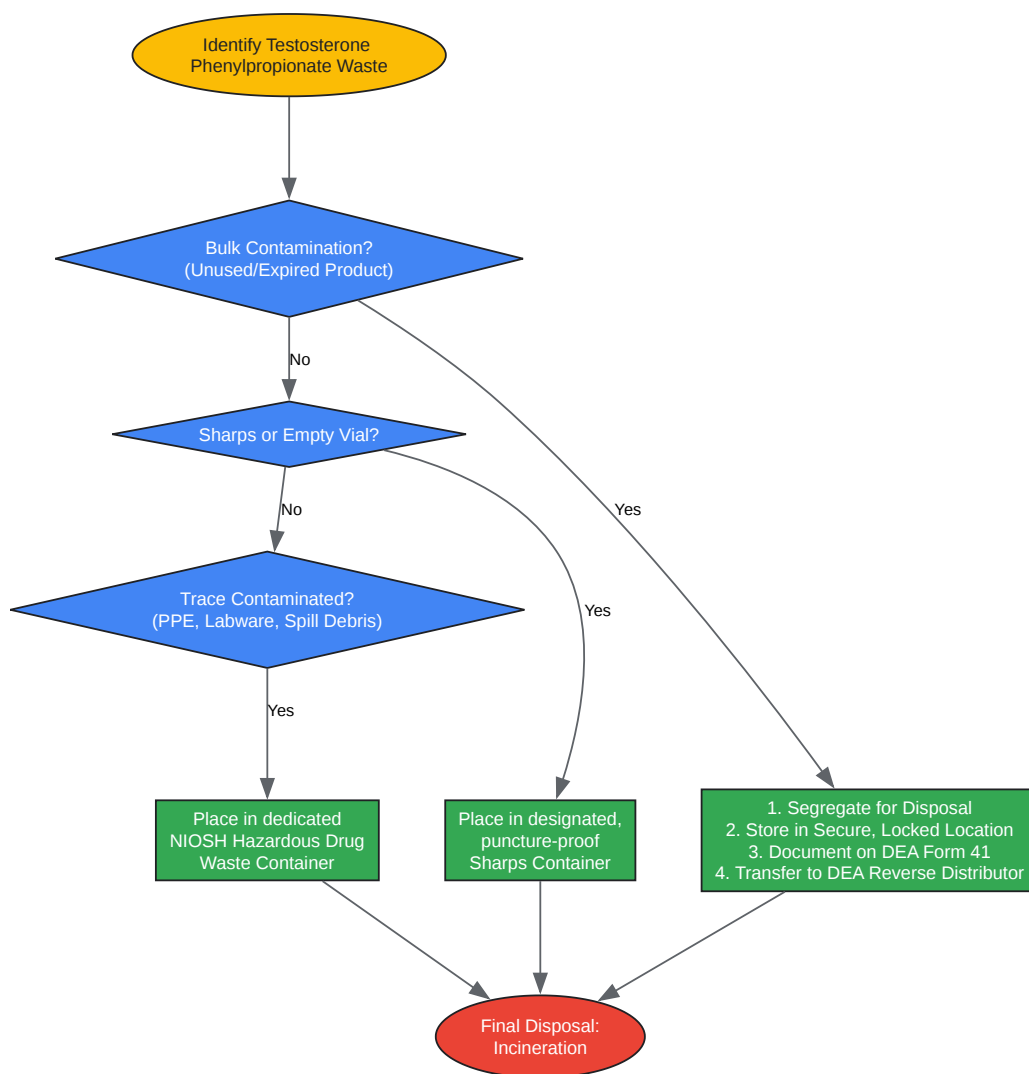 Identify Testosterone
Phenylpropionate Waste
Bulk Contamination?
(Unused/Expired Product)
No
Sharps or Empty Vial?
No
Yes
Trace Contaminated?
(PPE, Labware, Spill Debris)
Yes
Yes
Place in dedicated
NIOSH Hazardous Drug
Waste Container
Place in designated,
puncture-proof
Sharps Container
1. Segregate for Disposal
2. Store in Secure, Locked Location
3. Document on DEA Form 41
4. Transfer to DEA Reverse Distributor
Final Disposal:
Incineration